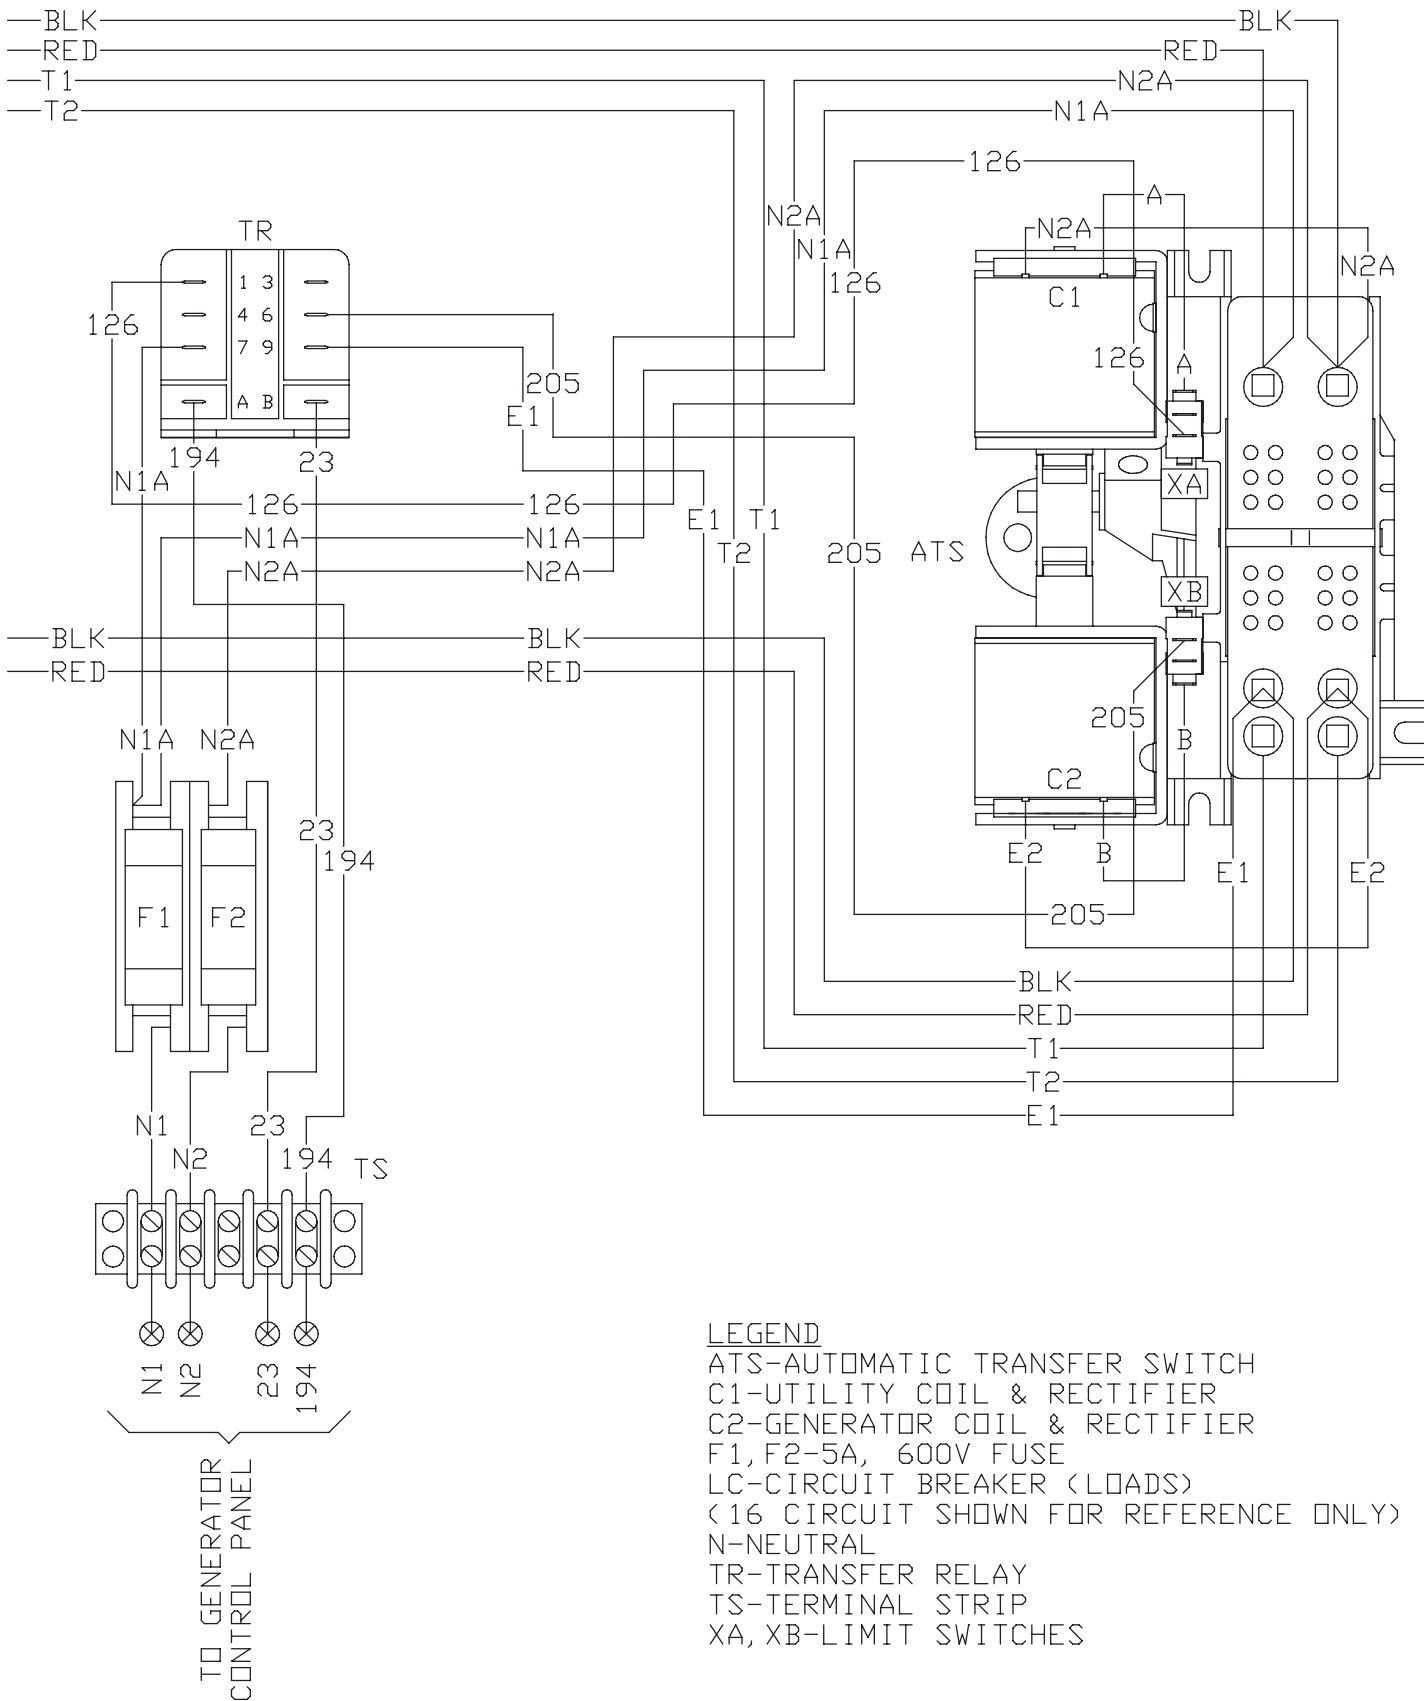 BLK BLK
RED RED
T1 N2A
T2 N1A
126
A
N2A N2A
TR N1A N2A
126
C1
1 3
4 6
126
7 9
126 A
205
A B
E1
194 23
N1A XA
126 126
E1 T1
N1A N1A
T2 205 ATS
N2A N2A
XB
BLK BLK
RED RED
205
N1A N2A B
C2
23
194 E2 B E1 E2
F1 F2 205
BLK
RED
T1
T2
N1 23 E1
N2 194 TS
N1 N2 23 194
TO GENERATOR
CONTROL PANEL
LEGEND
ATS-AUTOMATIC TRANSFER SWITCH
C1-UTILITY COIL & RECTIFIER
C2-GENERATOR COIL & RECTIFIER
F1,F2-5A, 600V FUSE
LC-CIRCUIT BREAKER (LOADS)
(16 CIRCUIT SHOWN FOR REFERENCE ONLY)
N-NEUTRAL
TR-TRANSFER RELAY
TS-TERMINAL STRIP
XA,XB-LIMIT SWITCHES